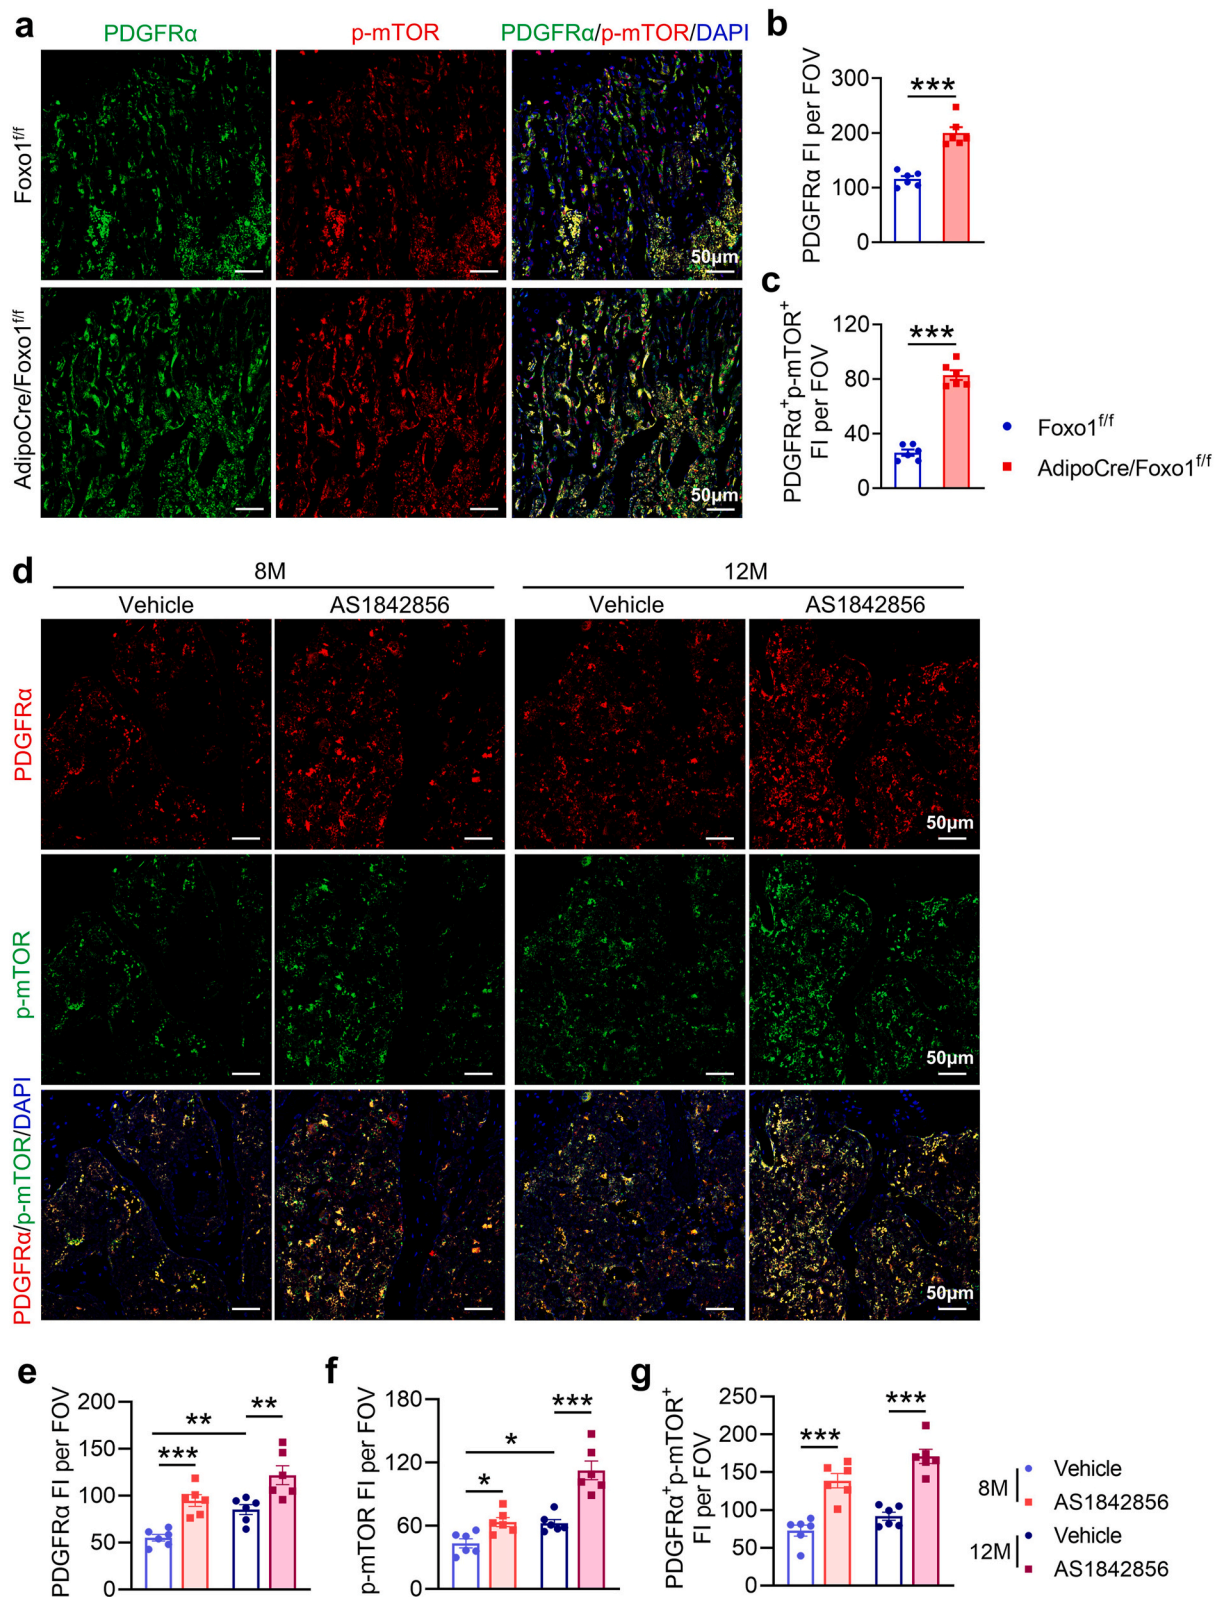 a
PDGFRα
p-mTOR
PDGFRα/p-mTOR/DAPI
Foxo1f/f
50μm
AdipoCre/Foxo1f/f
50μm
b
PDGFRα FI per FOV
300
200
100
0
***
c
PDGFRα+p-mTOR+
FI per FOV
120
80
40
0
***
Foxo1f/f
AdipoCre/Foxo1f/f
d
8M
12M
Vehicle
AS1842856
Vehicle
AS1842856
PDGFRα
50μm
p-mTOR
50μm
PDGFRα/p-mTOR/DAPI
50μm
e
PDGFRα FI per FOV
200
150
100
50
0
**
***
**
f
p-mTOR FI per FOV
180
120
60
0
*
*
***
g
PDGFRα+p-mTOR+
FI per FOV
250
200
150
100
50
0
***
***
8M
Vehicle
AS1842856
12M
Vehicle
AS1842856